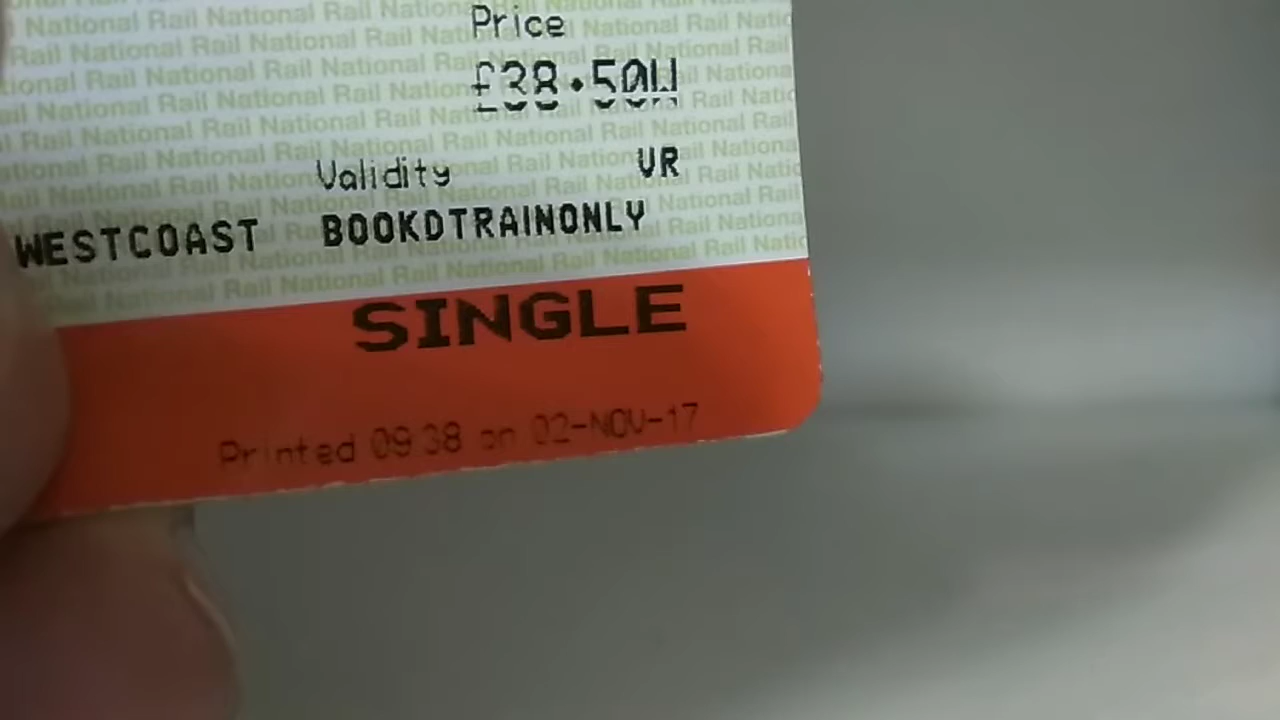 Price
£38.50W
Validity VR
WESTCOAST BOOKDTRAINONLY
SINGLE
Printed 09 38 on 02-NOV-17